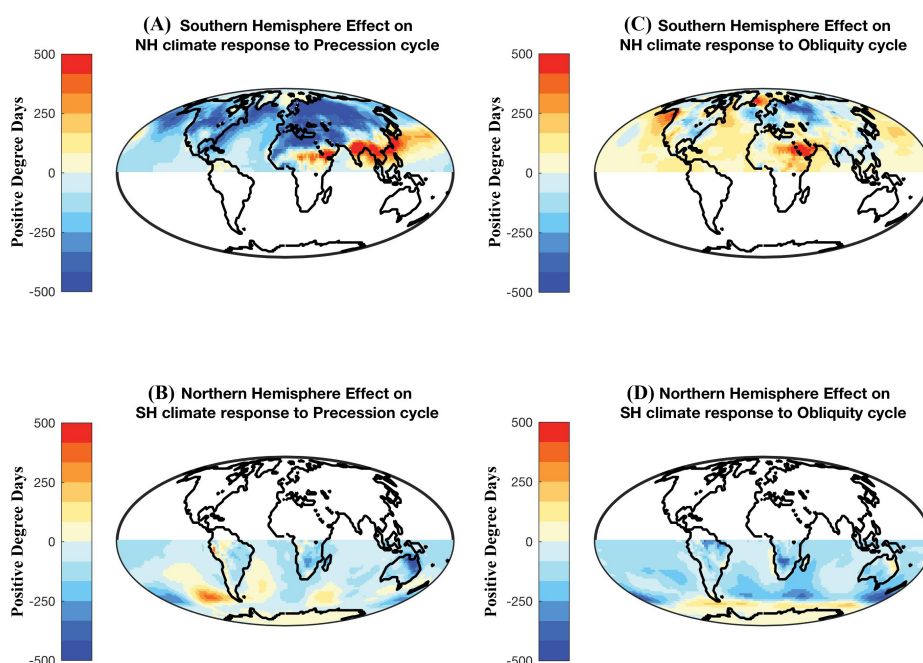 (A) Southern Hemisphere Effect on
NH climate response to Precession cycle
500
250
0
-250
-500
Positive Degree Days
(C) Southern Hemisphere Effect on
NH climate response to Obliquity cycle
500
250
0
-250
-500
Positive Degree Days
(B) Northern Hemisphere Effect on
SH climate response to Precession cycle
500
250
0
-250
-500
Positive Degree Days
(D) Northern Hemisphere Effect on
SH climate response to Obliquity cycle
500
250
0
-250
-500
Positive Degree Days